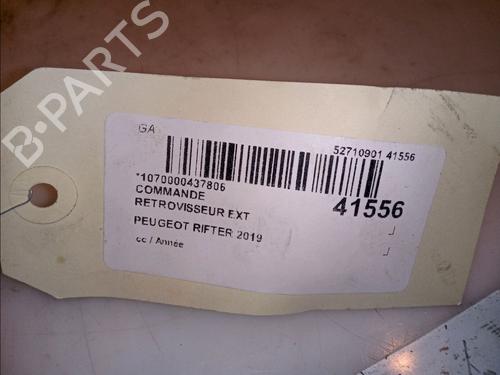 B-PARTS
GA
52710901 41556
*1070000437806
COMMANDE
RETROVISSEUR EXT
41556
PEUGEOT RIFTER 2019
cc / Année